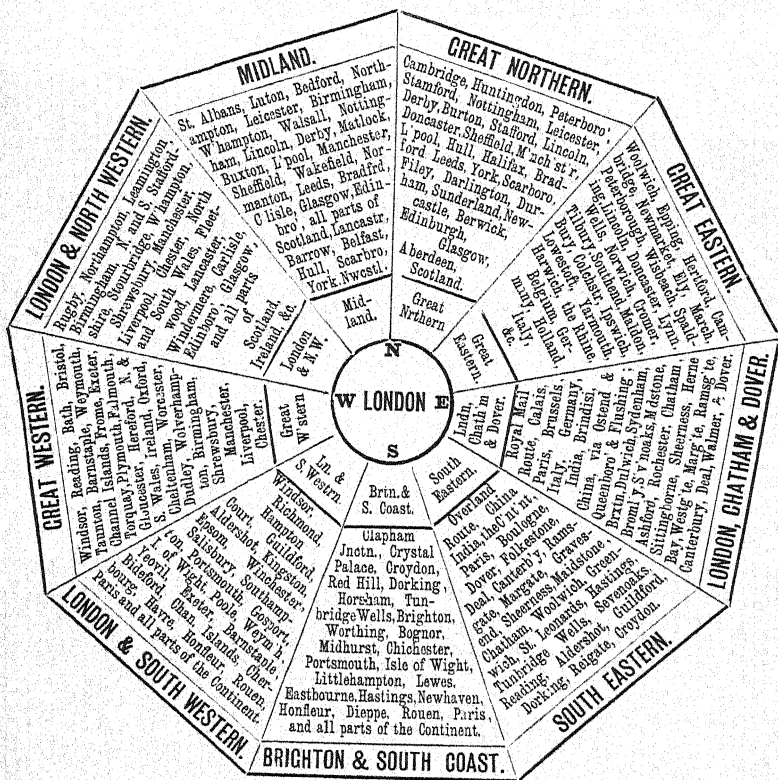 MIDLAND.
St. Albans, Luton, Bedford, North-
ampton, Leicester, Birmingham,
W'hampton, Walsall, Notting-
ham, Lincoln, Derby, Matlock,
Buxton, L'pool, Manchester,
Sheffield, Wakefield, Nor-
manton, Leeds, Bradfrd,
C'lisle, Glasgow, Edin-
bro', all parts of
Scotland, Lancastr,
Barrow, Belfast,
Hull, Scarbro,
York, Nwcstl.
Mid-
land.
GREAT NORTHERN.
Cambridge, Huntingdon, Peterboro',
Stamford, Nottingham, Leicester,
Derby, Burton, Stafford, Lincoln,
Doncaster, Sheffield, M'nch'st'r,
L'pool, Hull, Halifax, Brad-
ford Leeds, York, Scarboro,
Filey, Darlington, Dur-
ham, Sunderland, New-
castle, Berwick,
Edinburgh,
Glasgow,
Aberdeen,
Scotland.
Great
Nrthern
GREAT EASTERN.
Woolwich, Epping, Hereford, Cam-
bridge, Newmarket, Ely, March,
Peterborough, Wisbeach, Spald-
ing, Lincoln, Doncaster, Lynn,
Wells, Norwich, Cromer,
Tilbury, Southend, Maldon,
Bury, Colchstr, Ipswich,
Lowestoft, Yarmouth,
Harwich, the Rhine,
Belgium, Holland, Ger-
many, Italy,
&c.
Great
Eastern.
LONDON, CHATHAM & DOVER.
Royal Mail
Route, Calais,
Paris, Brussels,
Italy, Germany,
India, Brindisi,
China, via Ostend &
Queenboro' & Flushing;
Brxtn, Dulwich, Sydenham,
Bromly, S'v'noaks, M'dstone,
Ashford, Rochester, Chatham
Sittingborne, Sheerness, Herne
Bay, Westg'te, Marg'te, Ramsg'te,
Canterbury, Deal, Walmer, & Dover.
Lndn,
Chath'm
& Dover.
SOUTH EASTERN.
Overland
Route, China
India, the C'nt'nt,
Paris, Boulogne,
Dover, Folkestone,
Deal, Canterb'y, Rams-
gate, Margate, Graves-
end, Sheerness, Maidstone,
Chatham, Woolwich, Green-
wich, St. Leonards, Hastings,
Tunbridge Wells, Sevenoaks,
Reading, Aldershot, Guildford,
Dorking, Reigate, Croydon.
South
Eastern.
BRIGHTON & SOUTH COAST.
Clapham
Jnctn., Crystal
Palace, Croydon,
Red Hill, Dorking,
Horsham, Tun-
bridge Wells, Brighton,
Worthing, Bognor,
Midhurst, Chichester,
Portsmouth, Isle of Wight,
Littlehampton, Lewes,
Eastbourne, Hastings, Newhaven,
Honfleur, Dieppe, Rouen, Paris,
and all parts of the Continent.
Brtn. &
S. Coast.
LONDON & SOUTH WESTERN.
Windsor,
Richmond,
Hampton
Court, Guildford,
Aldershot, Kingston,
Epsom, Winchester,
Salisbury Southamp-
ton, Portsmouth, Gosport,
I. of Wight, Poole, Weym'h,
Yeovil, Exeter, Barnstaple,
Bideford, Chan. Islands, Cher-
bourg, Havre, Honfleur, Rouen,
Paris and all parts of the Continent.
Ln. &
S. Westrn.
GREAT WESTERN.
Windsor, Reading, Bath, Bristol,
Taunton, Barnstaple, Weymouth,
Channel Islands, Frome, Exeter,
Torquay, Plymouth, Falmouth,
Gloucester, Hereford, N. &
S. Wales, Ireland, Oxford,
Cheltenham, Worcester,
Dudley, Wolverhamp-
ton, Birmingham,
Shrewsbury,
Manchester,
Liverpool,
Chester.
Great
W'stern
LONDON & NORTH WESTERN.
Rugby, Northampton, Leamington,
Birmingham, N. and S. Stafford-
shire, Stourbridge, W'hampton,
Shrewsbury, Manchester,
Liverpool, Chester, North
and South Wales, Fleet-
wood, Lancaster,
Windermere, Carlisle,
Edinboro', Glasgow,
and all parts
of
Scotland,
Ireland, &c.
London
& N.W.
N
W LONDON E
S